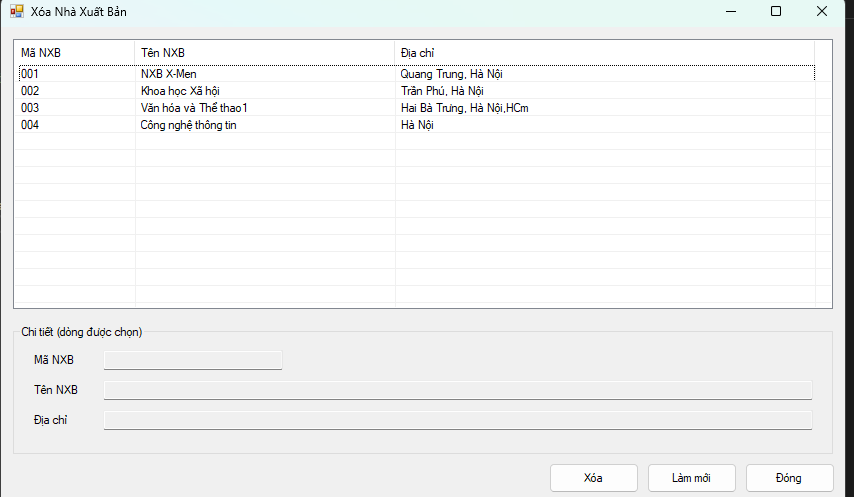 Xóa Nhà Xuất Bản
Mã NXB Tên NXB Địa chỉ
001 NXB X-Men Quang Trung, Hà Nội
002 Khoa học Xã hội Trần Phú, Hà Nội
003 Văn hóa và Thể thao1 Hai Bà Trưng, Hà Nội,HCm
004 Công nghệ thông tin Hà Nội
Chi tiết (dòng được chọn)
Mã NXB
Tên NXB
Địa chỉ
Xóa Làm mới Đóng